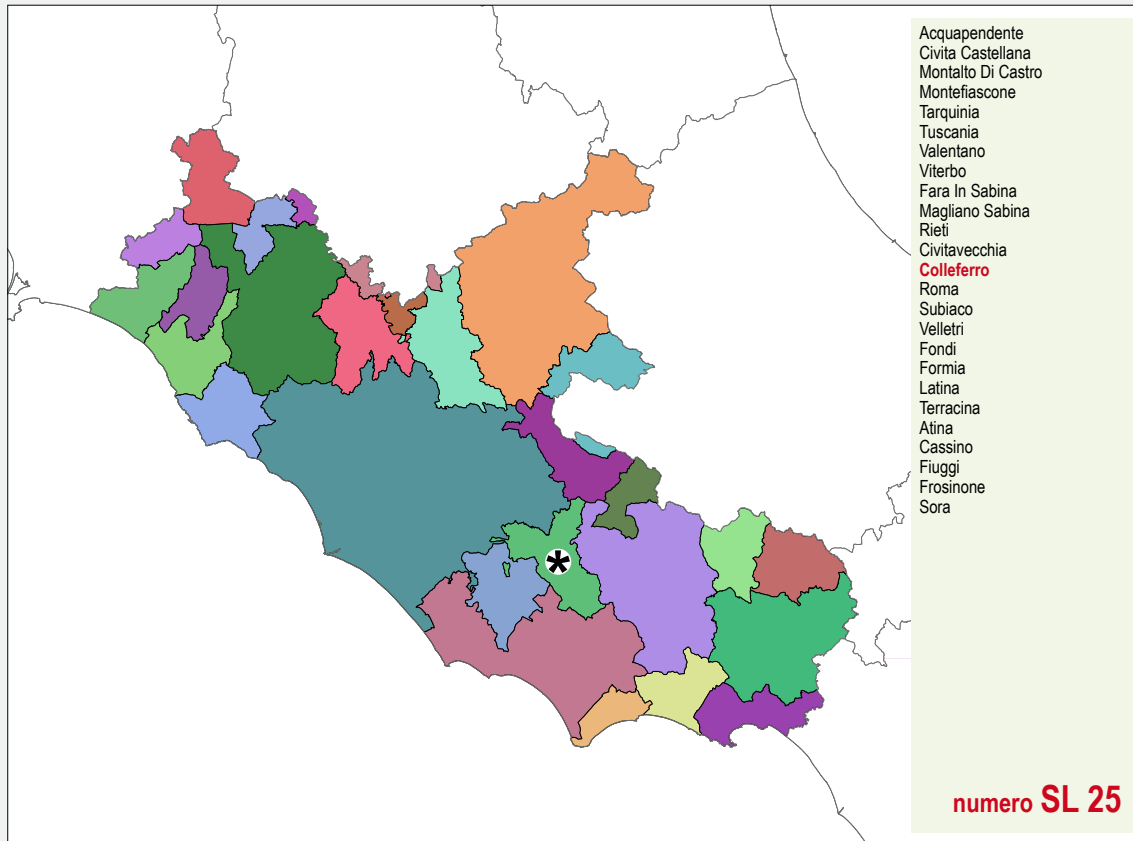 Acquapendente
Civita Castellana
Montalto Di Castro
Montefiascone
Tarquinia
Tuscania
Valentano
Viterbo
Fara In Sabina
Magliano Sabina
Rieti
Civitavecchia
Colleferro
Roma
Subiaco
Velletri
Fondi
Formia
Latina
Terracina
Atina
Cassino
Fiuggi
Frosinone
Sora
*
numero SL 25